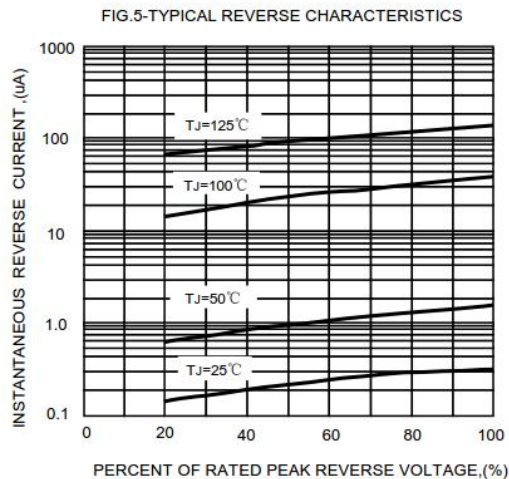 FIG.5-TYPICAL REVERSE CHARACTERISTICS
INSTANTANEOUS REVERSE CURRENT ,(uA)
1000
100
10
1.0
0.1
TJ=125℃
TJ=100℃
TJ=50℃
TJ=25℃
0 20 40 60 80 100
PERCENT OF RATED PEAK REVERSE VOLTAGE,(%)